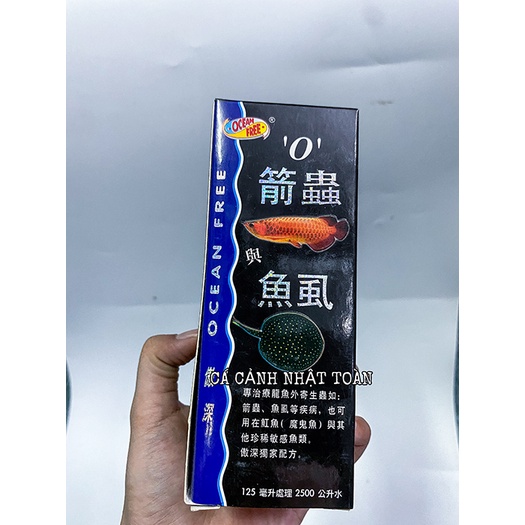 OCEAN
FREE
®
'O'
箭蟲
與
魚虱
OCEAN FREE
傲深
CÁ CẢNH NHẬT TOÀN
專治療龍魚外寄生蟲如:
箭蟲、魚虱等疾病, 也可
用在魟魚(魔鬼魚)與其
他珍稀敏感魚類。
傲深獨家配方。
125 毫升處理 2500 公升水